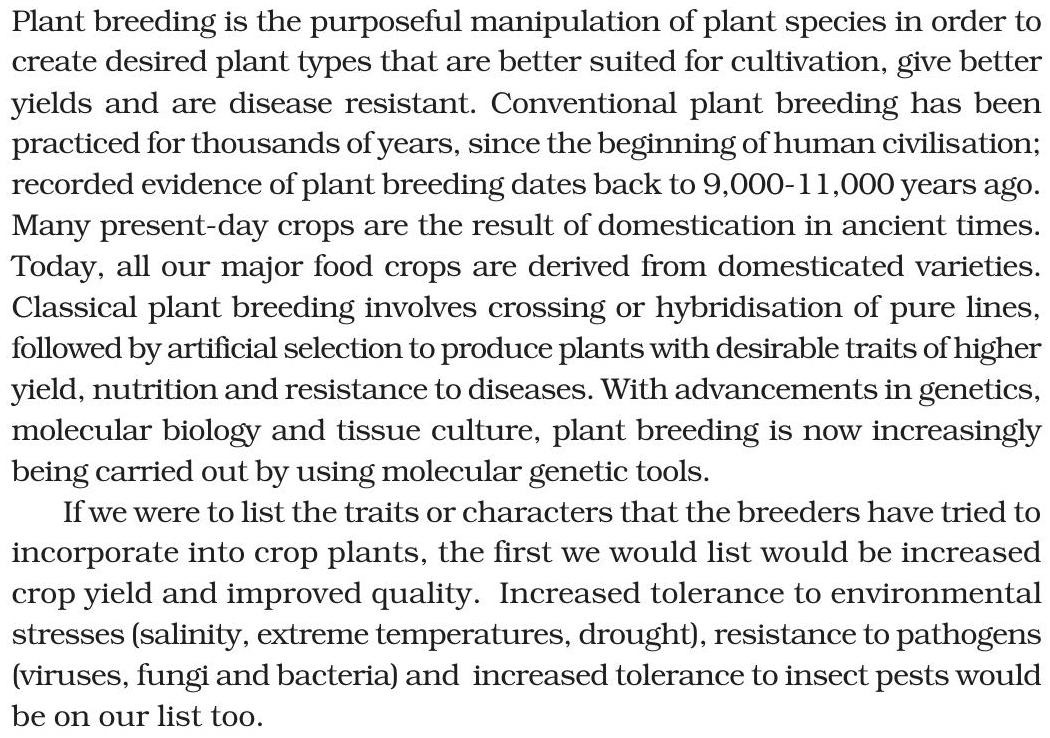 Plant breeding is the purposeful manipulation of plant species in order to
create desired plant types that are better suited for cultivation, give better
yields and are disease resistant. Conventional plant breeding has been
practiced for thousands of years, since the beginning of human civilisation;
recorded evidence of plant breeding dates back to 9,000-11,000 years ago.
Many present-day crops are the result of domestication in ancient times.
Today, all our major food crops are derived from domesticated varieties.
Classical plant breeding involves crossing or hybridisation of pure lines,
followed by artificial selection to produce plants with desirable traits of higher
yield, nutrition and resistance to diseases. With advancements in genetics,
molecular biology and tissue culture, plant breeding is now increasingly
being carried out by using molecular genetic tools.
If we were to list the traits or characters that the breeders have tried to
incorporate into crop plants, the first we would list would be increased
crop yield and improved quality. Increased tolerance to environmental
stresses (salinity, extreme temperatures, drought), resistance to pathogens
(viruses, fungi and bacteria) and increased tolerance to insect pests would
be on our list too.